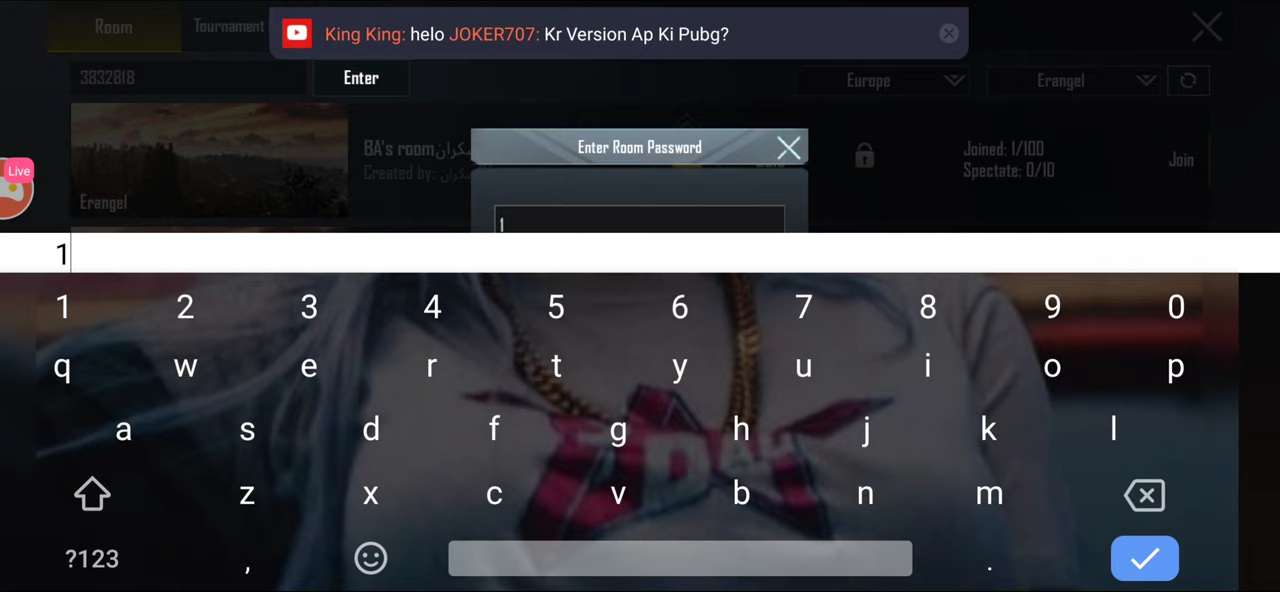 Room
Tournament
King King: helo JOKER707: Kr Version Ap Ki Pubg?
3832818
Enter
Europe
Erangel
Enter Room Password
BA's room
Created by:
Joined: 1/100
Spectate: 0/10
Join
Erangel
Live
1
1
1 2 3 4 5 6 7 8 9 0
q w e r t y u i o p
a s d f g h j k l
z x c v b n m
?123 , .